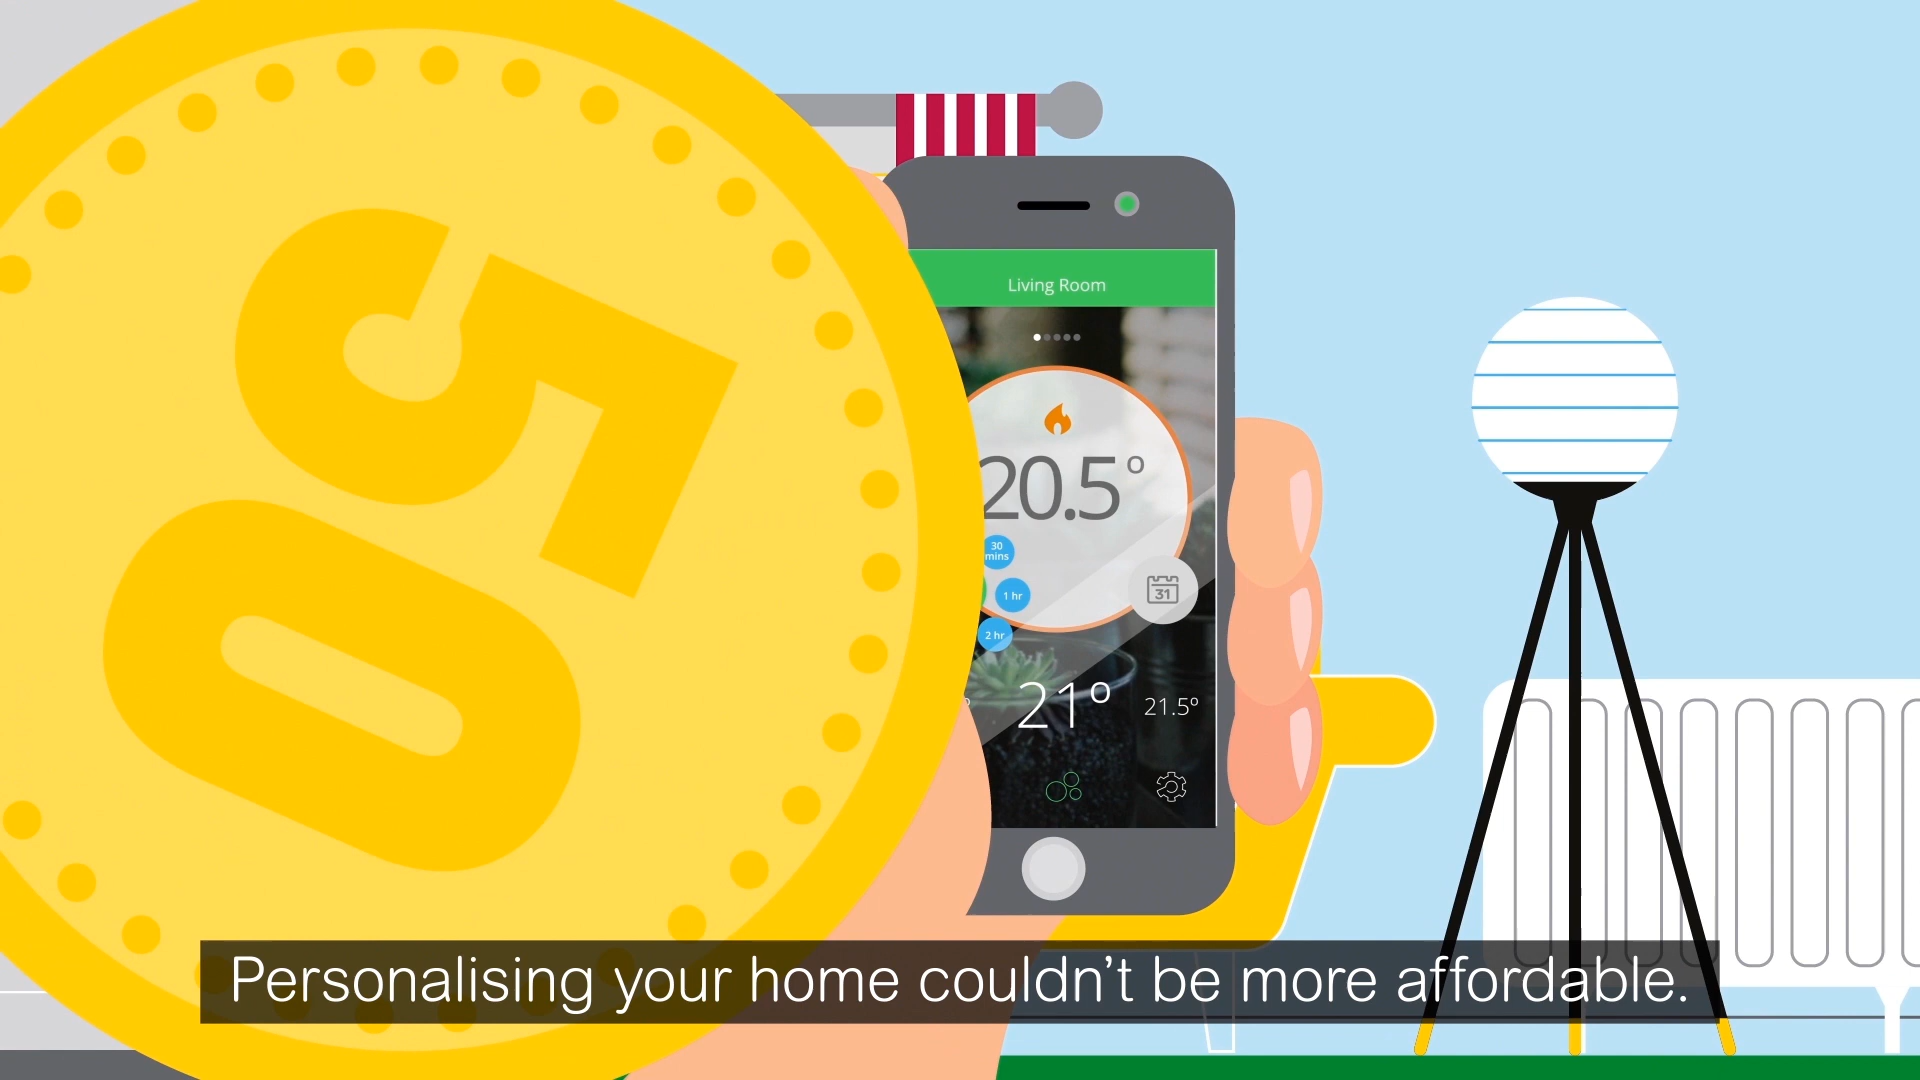 50
Living Room
20.5°
30
mins
1 hr
31
2 hr
21°
21.5°
Personalising your home couldn't be more affordable.